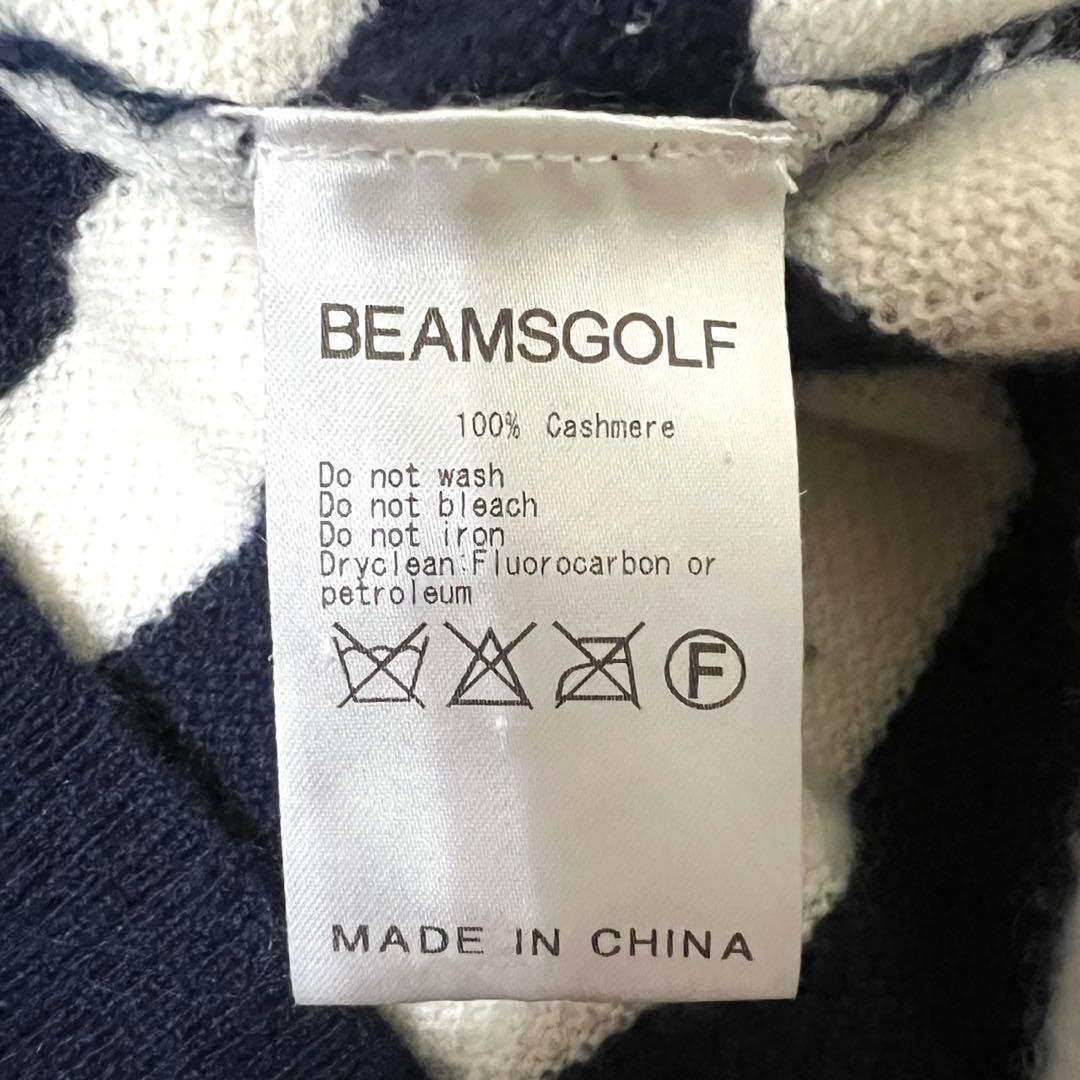 BEAMSGOLF
100% Cashmere
Do not wash
Do not bleach
Do not iron
Dryclean:Fluorocarbon or
petroleum
F
MADE IN CHINA